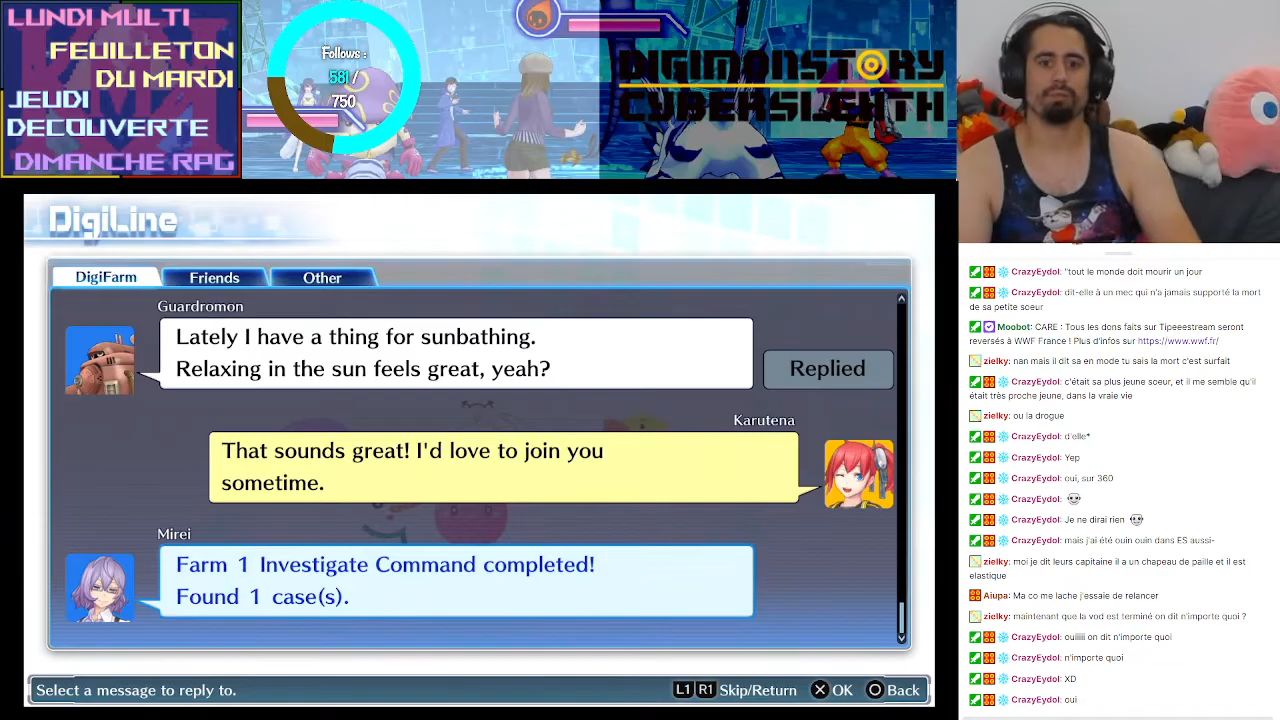 LUNDI MULTI
FEUILLETON
DU MARDI
JEUDI
DECOUVERTE
DIMANCHE RPG
Follows :
581/
750
DIGIMONSTORY
CYBERSLEUTH
DigiLine
DigiFarm
Friends
Other
Guardromon
Lately I have a thing for sunbathing.
Relaxing in the sun feels great, yeah?
Replied
Karutena
That sounds great! I'd love to join you
sometime.
Mirei
Farm 1 Investigate Command completed!
Found 1 case(s).
Select a message to reply to.
L1 R1 Skip/Return OK Back
CrazyEydol: "tout le monde doit mourir un jour
CrazyEydol: dit-elle à un mec qui n'a jamais supporté la mort
de sa petite soeur
Moobot: CARE : Tous les dons faits sur Tipeeestream seront
reversés à WWF France ! Plus d'infos sur https://www.wwf.fr/
zielky: nan mais il dit sa en mode tu sais la mort c'est surfait
CrazyEydol: c'était sa plus jeune soeur, et il me semble qu'il
était très proche jeune, dans la vraie vie
zielky: ou la drogue
CrazyEydol: d'elle*
CrazyEydol: Yep
CrazyEydol: oui, sur 360
CrazyEydol:
CrazyEydol: Je ne dirai rien
CrazyEydol: mais j'ai été ouin ouin dans ES aussi-
zielky: moi je dit leurs capitaine il a un chapeau de paille et il est
elastique
Aiupa: Ma co me lache j'essaie de relancer
zielky: maintenant que la vod est terminé on dit n'importe quoi ?
CrazyEydol: ouiiiiii on dit n'importe quoi
CrazyEydol: n'importe quoi
CrazyEydol: XD
CrazyEydol: oui